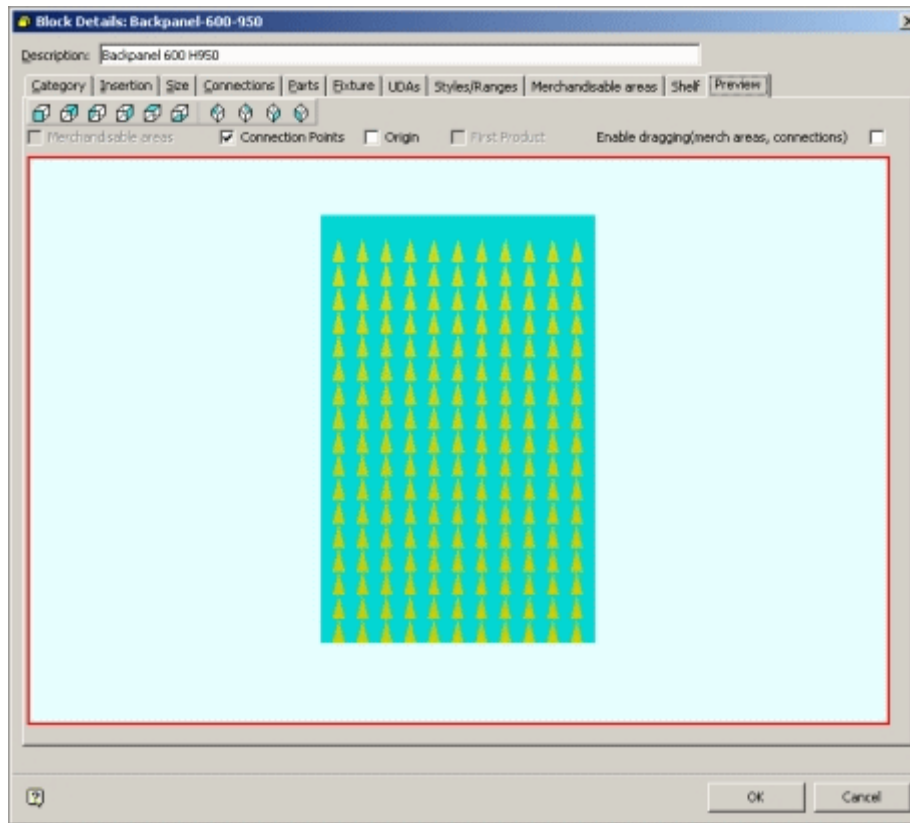 Block Details: Backpanel-600-950
Description: Backpanel 600 H950
Category Insertion Size Connections Parts Fixture UDAs Styles/Ranges Merchandisable areas Shelf Preview
Merchandisable areas Connection Points Origin First Product Enable dragging(merch areas, connections)
OK Cancel